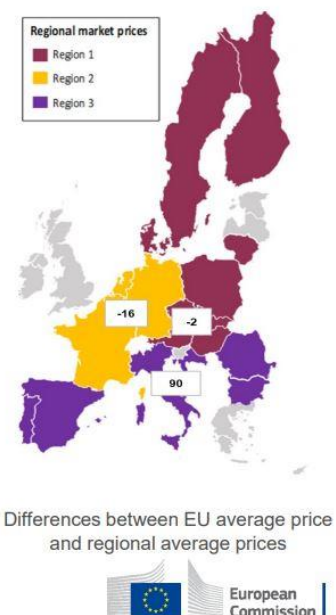 Regional market prices
Region 1
Region 2
Region 3
-16
-2
90
Differences between EU average price
and regional average prices
European
Commission